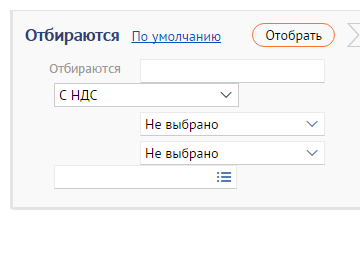 Отбираются По умолчанию Отобрать
Отбираются
С НДС
Не выбрано
Не выбрано